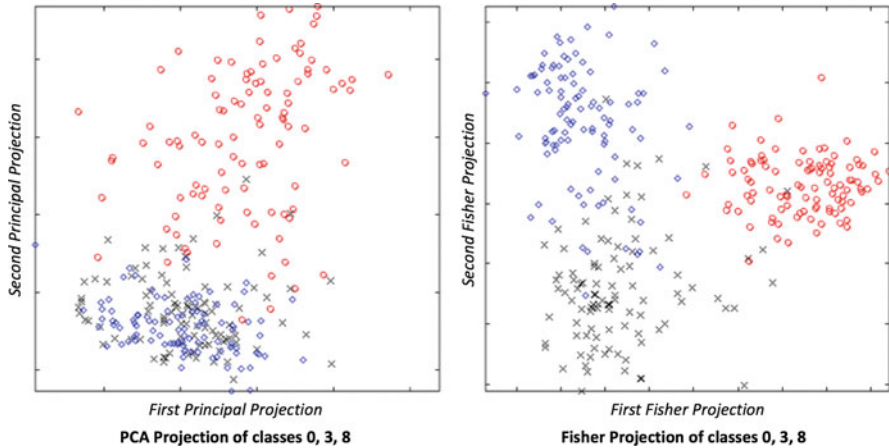 Second Principal Projection
First Principal Projection
PCA Projection of classes 0, 3, 8
Second Fisher Projection
First Fisher Projection
Fisher Projection of classes 0, 3, 8